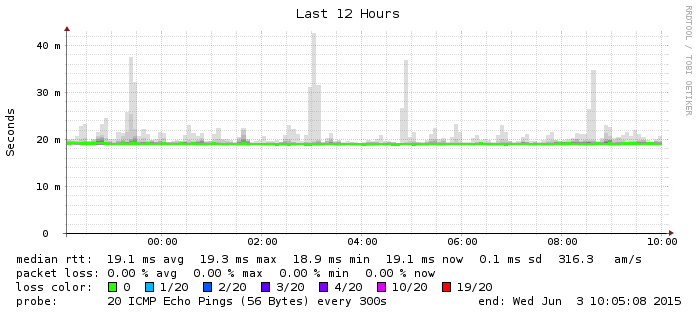 Last 12 Hours
RRDTOOL / TOBI OETIKER
Seconds
40 m
30 m
20 m
10 m
0
00:00 02:00 04:00 06:00 08:00 10:00
median rtt: 19.1 ms avg 19.3 ms max 18.9 ms min 19.1 ms now 0.1 ms sd 316.3 am/s
packet loss: 0.00 % avg 0.00 % max 0.00 % min 0.00 % now
loss color: 0 1/20 2/20 3/20 4/20 10/20 19/20
probe: 20 ICMP Echo Pings (56 Bytes) every 300s end: Wed Jun 3 10:05:08 2015